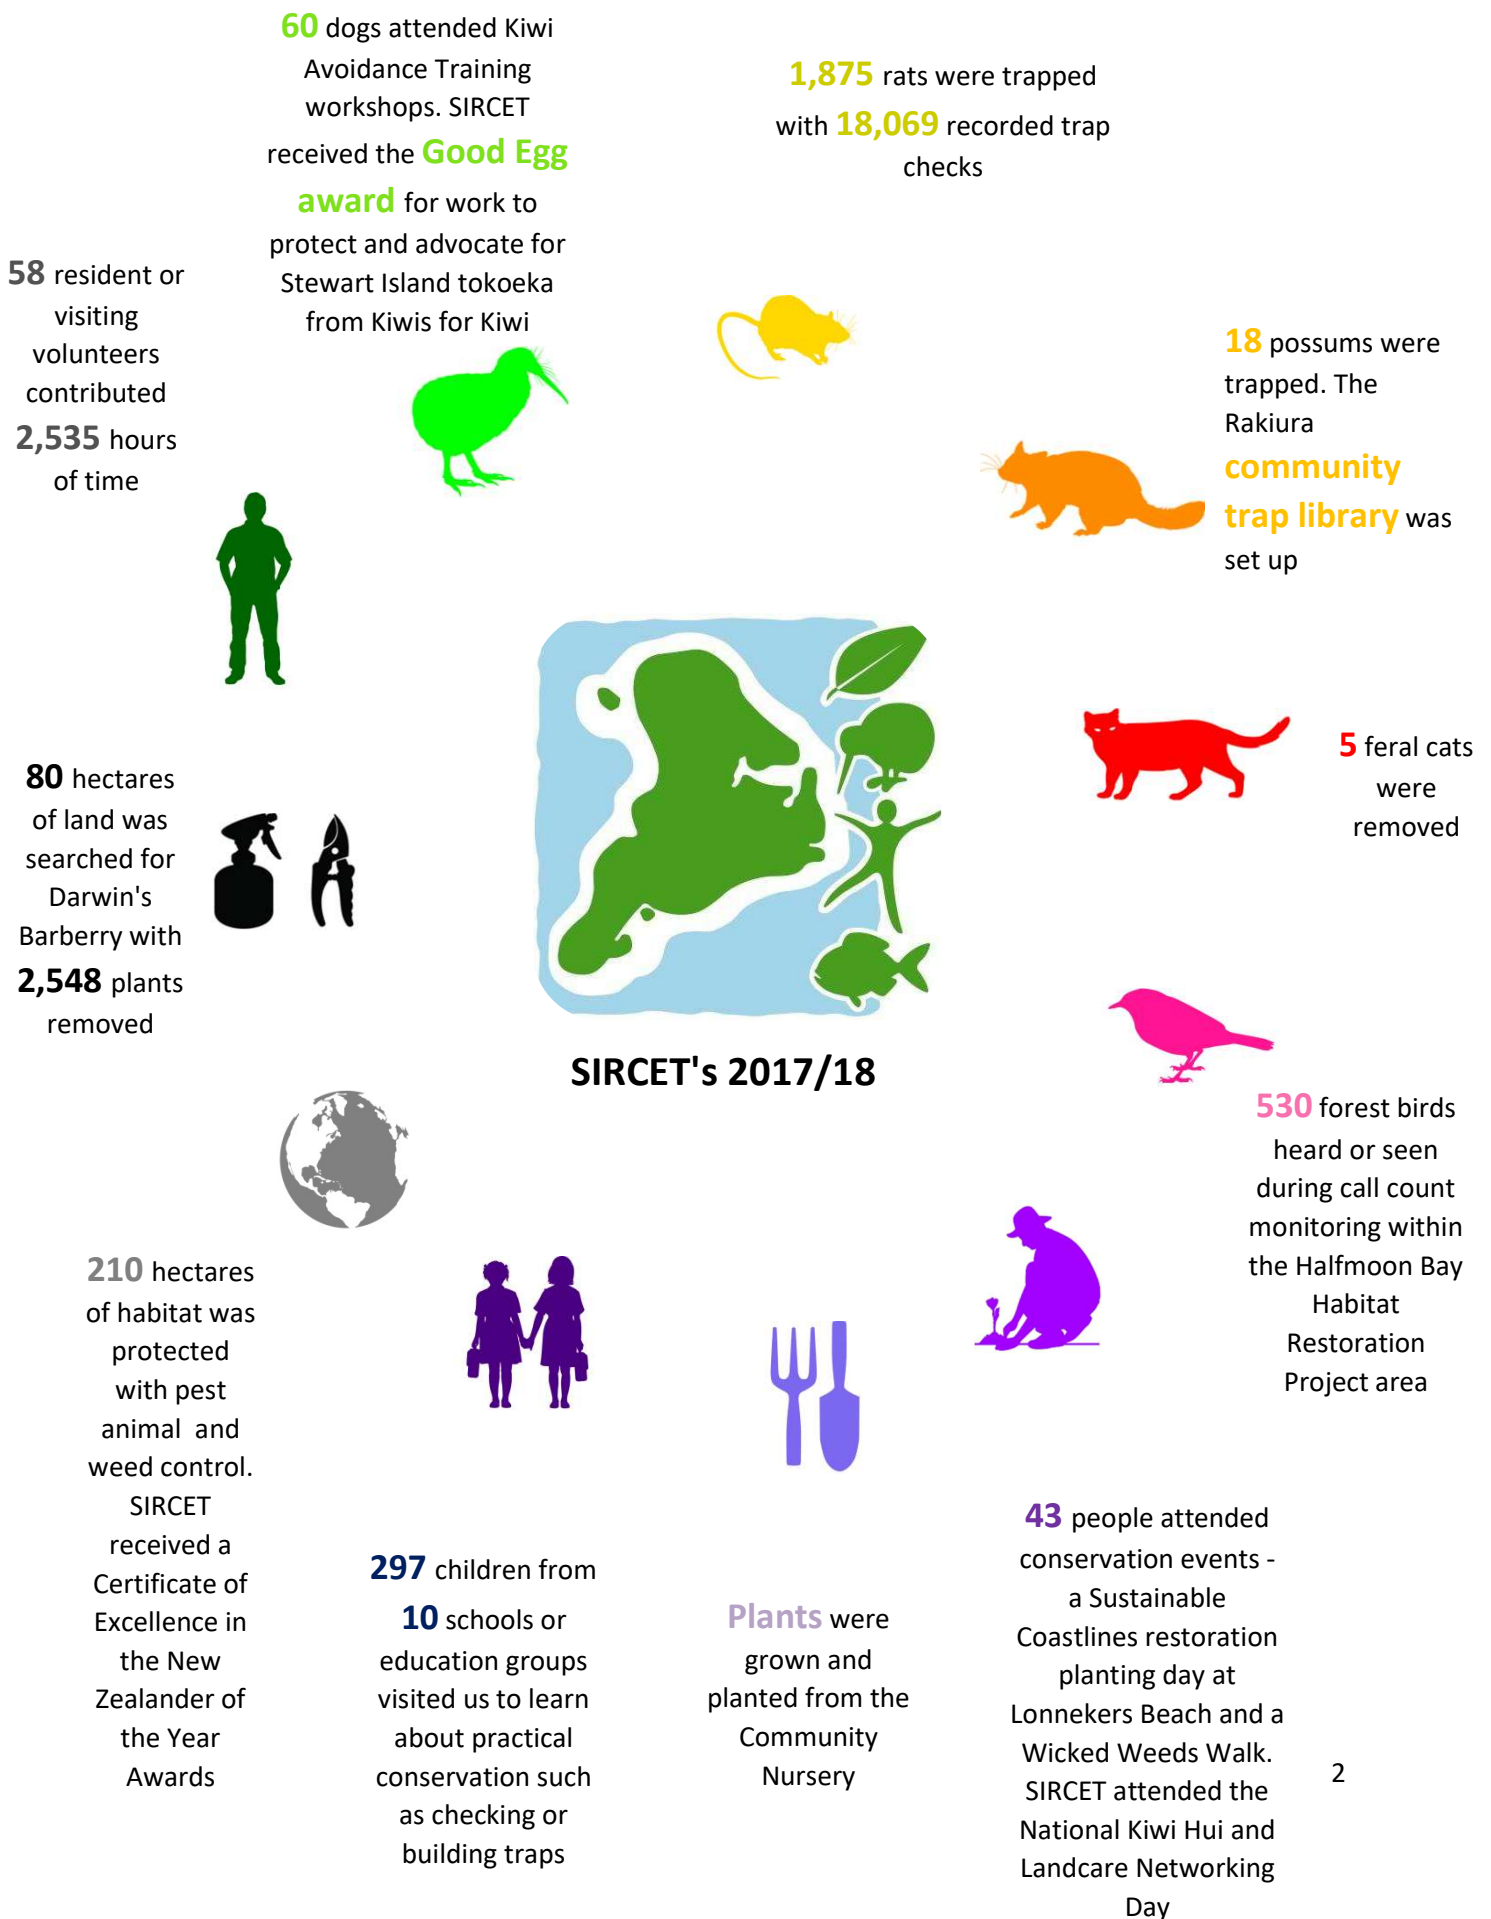 60 dogs attended Kiwi
Avoidance Training
workshops. SIRCET
received the Good Egg
award for work to
protect and advocate for
Stewart Island tokoeka
from Kiwis for Kiwi
1,875 rats were trapped
with 18,069 recorded trap
checks
58 resident or
visiting
volunteers
contributed
2,535 hours
of time
18 possums were
trapped. The
Rakiura
community
trap library was
set up
80 hectares
of land was
searched for
Darwin's
Barberry with
2,548 plants
removed
5 feral cats
were
removed
SIRCET's 2017/18
530 forest birds
heard or seen
during call count
monitoring within
the Halfmoon Bay
Habitat
Restoration
Project area
210 hectares
of habitat was
protected
with pest
animal and
weed control.
SIRCET
received a
Certificate of
Excellence in
the New
Zealander of
the Year
Awards
297 children from
10 schools or
education groups
visited us to learn
about practical
conservation such
as checking or
building traps
Plants were
grown and
planted from the
Community
Nursery
43 people attended
conservation events -
a Sustainable
Coastlines restoration
planting day at
Lonnekers Beach and a
Wicked Weeds Walk.
SIRCET attended the
National Kiwi Hui and
Landcare Networking
Day
2